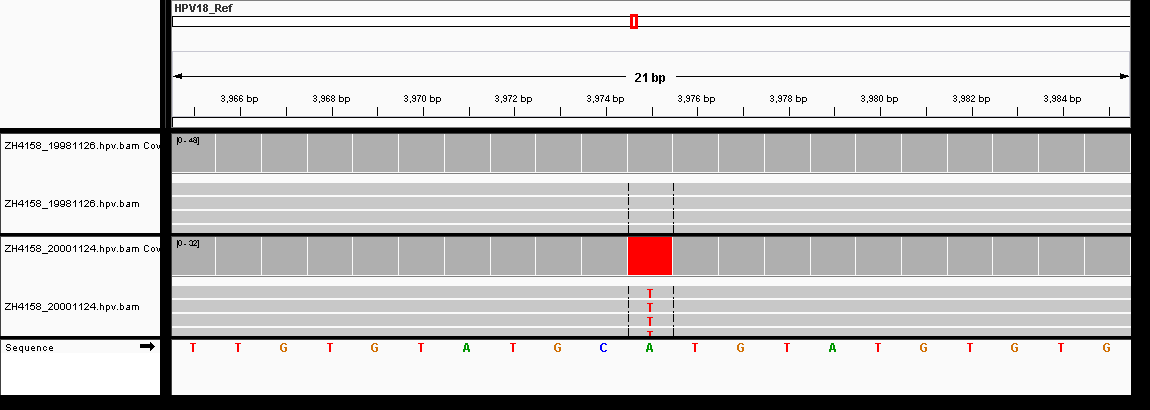 HPV18_Ref
21 bp
3,966 bp 3,968 bp 3,970 bp 3,972 bp 3,974 bp 3,976 bp 3,978 bp 3,980 bp 3,982 bp 3,984 bp
ZH4158_19981126.hpv.bam Cov
[0 - 48]
ZH4158_19981126.hpv.bam
ZH4158_20001124.hpv.bam Cov
[0 - 32]
T
ZH4158_20001124.hpv.bam T
T
T
Sequence T T G T G T A T G C A T G T A T G T G T G